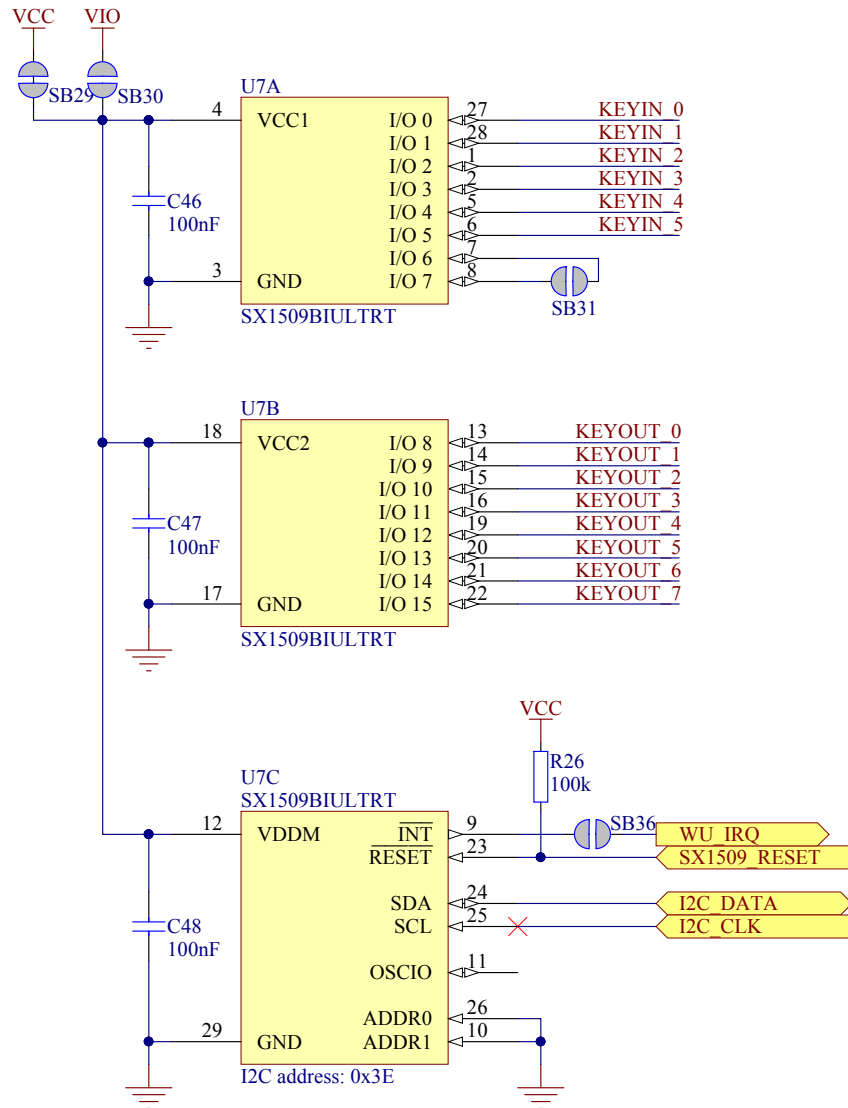 VCC VIO
SB29 SB30
U7A
4 VCC1 I/O 0 27 KEYIN_0
I/O 1 28 KEYIN_1
I/O 2 1 KEYIN_2
I/O 3 2 KEYIN_3
I/O 4 5 KEYIN_4
I/O 5 6 KEYIN_5
I/O 6 7
3 GND I/O 7 8
C46
100nF
SB31
SX1509BIULTRT
U7B
18 VCC2 I/O 8 13 KEYOUT_0
I/O 9 14 KEYOUT_1
I/O 10 15 KEYOUT_2
I/O 11 16 KEYOUT_3
I/O 12 19 KEYOUT_4
I/O 13 20 KEYOUT_5
I/O 14 21 KEYOUT_6
17 GND I/O 15 22 KEYOUT_7
C47
100nF
SX1509BIULTRT
VCC
R26
100k
U7C
SX1509BIULTRT
12 VDDM INT 9 SB36 WU_IRQ
RESET 23 SX1509_RESET
SDA 24 I2C_DATA
SCL 25 I2C_CLK
C48
100nF
OSCIO 11
ADDR0 26
29 GND ADDR1 10
I2C address: 0x3E